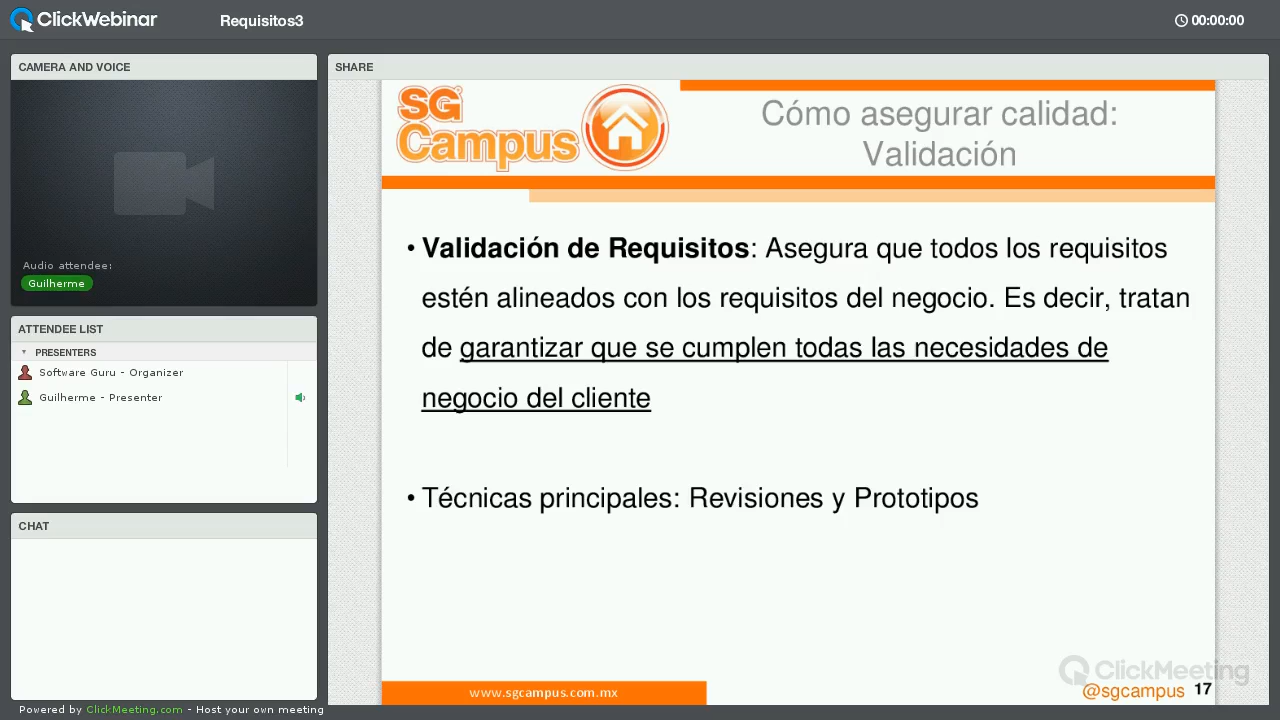 ClickWebinar
Requisitos3
00:00:00
CAMERA AND VOICE
Audio attendee:
Guilherme
ATTENDEE LIST
PRESENTERS
Software Guru - Organizer
Guilherme - Presenter
CHAT
Powered by ClickMeeting.com - Host your own meeting
SHARE
SG
Campus
Cómo asegurar calidad:
Validación
• Validación de Requisitos: Asegura que todos los requisitos
estén alineados con los requisitos del negocio. Es decir, tratan
de garantizar que se cumplen todas las necesidades de
negocio del cliente
• Técnicas principales: Revisiones y Prototipos
ClickMeeting
www.sgcampus.com.mx
@sgcampus 17